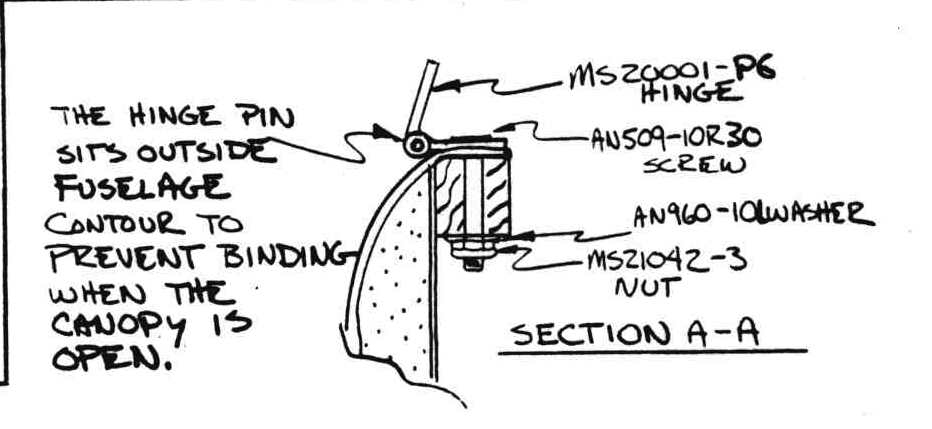 THE HINGE PIN
SITS OUTSIDE
FUSELAGE
CONTOUR TO
PREVENT BINDING
WHEN THE
CANOPY IS
OPEN.
MS20001-P6
HINGE
AN509-10R30
SCREW
AN960-10L WASHER
MS21042-3
NUT
SECTION A-A